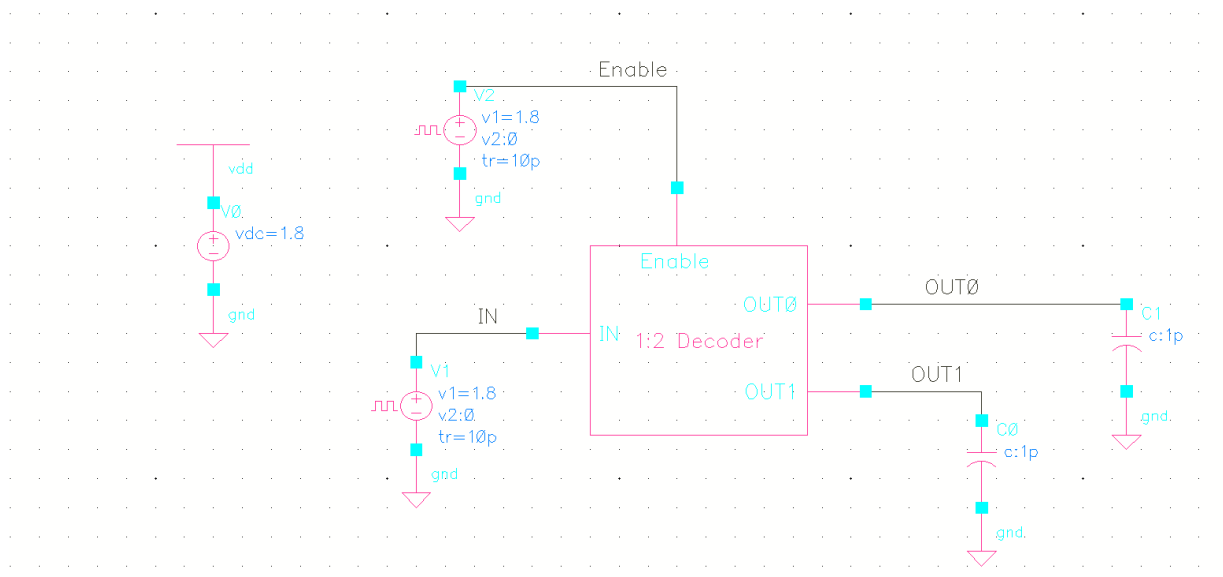 Enable
V2
v1=1.8
v2:0
tr=10p
gnd
vdd
V0
vdc=1.8
gnd
Enable
OUT0
OUT0
C1
c:1p
gnd
IN
IN
1:2 Decoder
V1
v1=1.8
v2:0
tr=10p
gnd
OUT1
OUT1
C0
c:1p
gnd